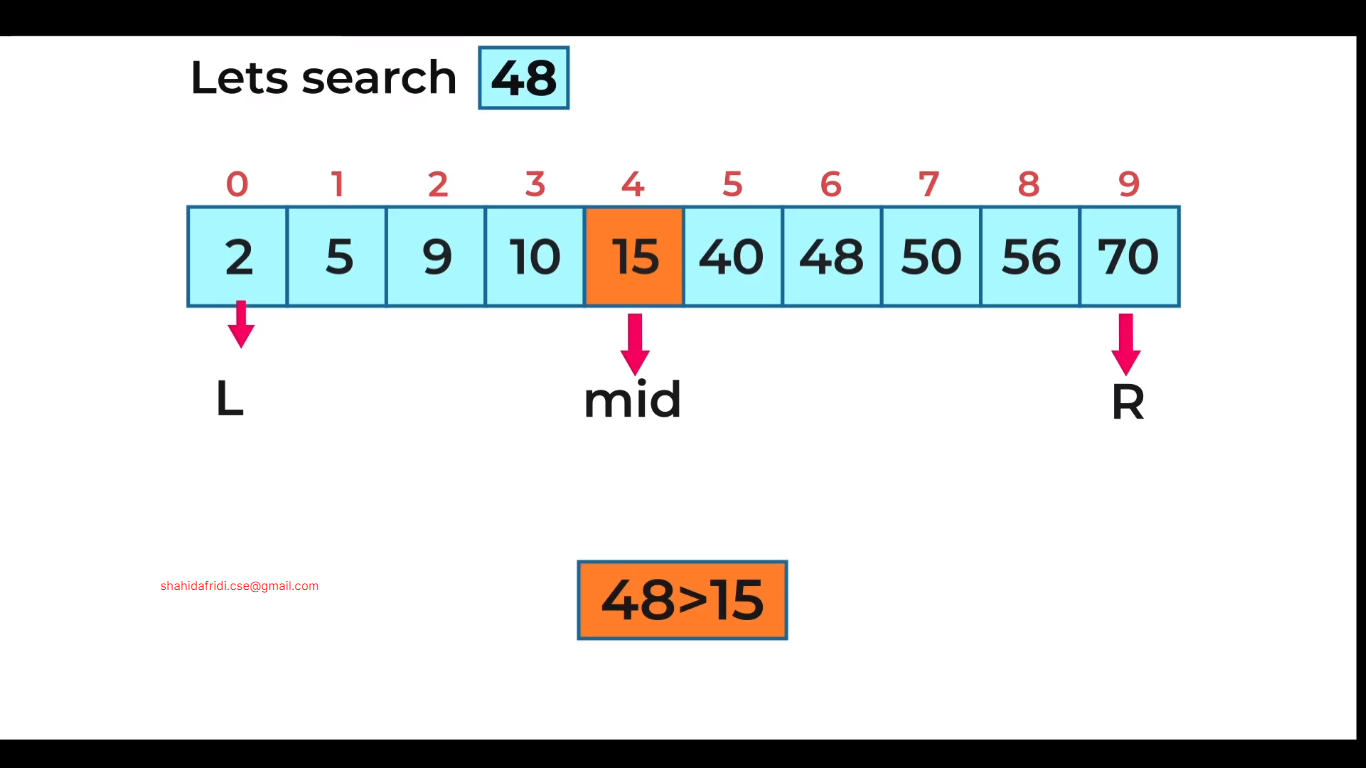 Lets search 48
0 1 2 3 4 5 6 7 8 9
2 5 9 10 15 40 48 50 56 70
L mid R
shahidafridi.cse@gmail.com
48>15